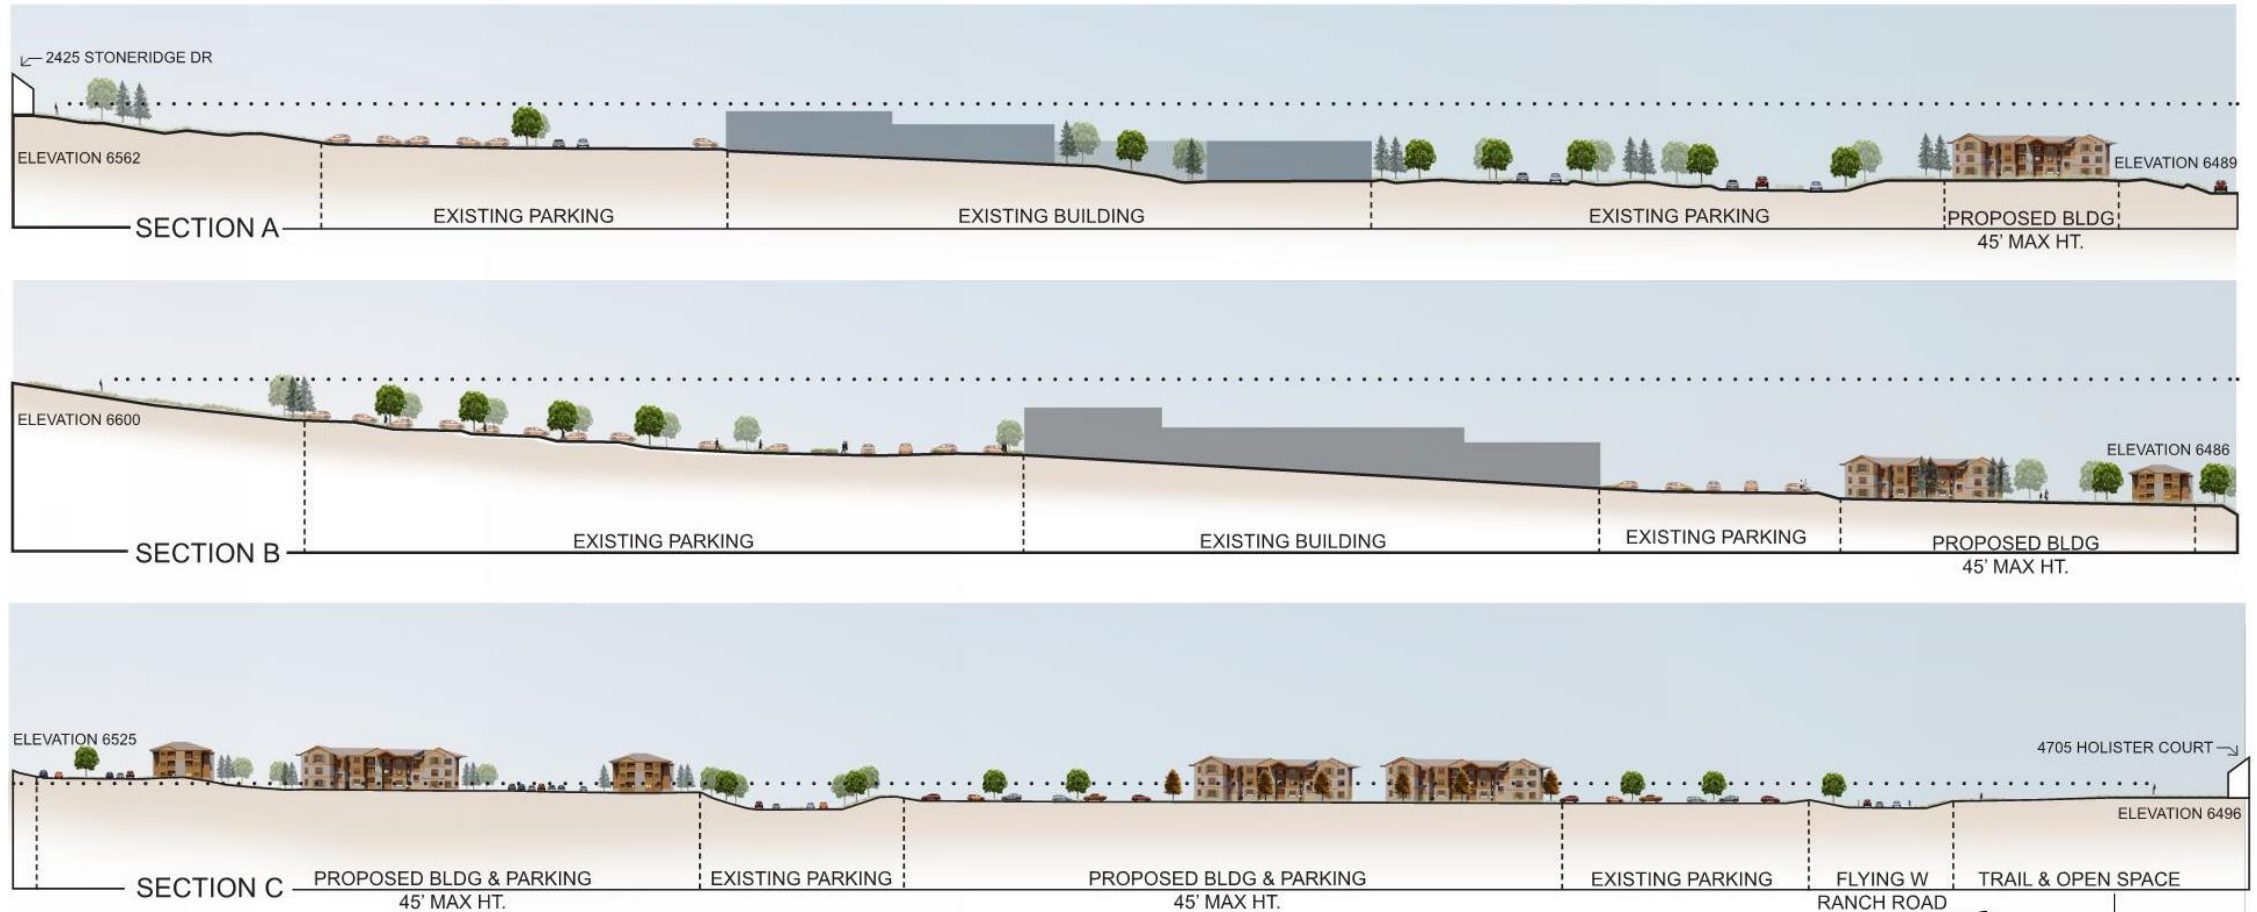 2425 STONERIDGE DR
ELEVATION 6562
ELEVATION 6489
SECTION A
EXISTING PARKING
EXISTING BUILDING
EXISTING PARKING
PROPOSED BLDG
45' MAX HT.
ELEVATION 6600
ELEVATION 6486
SECTION B
EXISTING PARKING
EXISTING BUILDING
EXISTING PARKING
PROPOSED BLDG
45' MAX HT.
ELEVATION 6525
4705 HOLISTER COURT
ELEVATION 6496
SECTION C
PROPOSED BLDG & PARKING
45' MAX HT.
EXISTING PARKING
PROPOSED BLDG & PARKING
45' MAX HT.
EXISTING PARKING
FLYING W
RANCH ROAD
TRAIL & OPEN SPACE